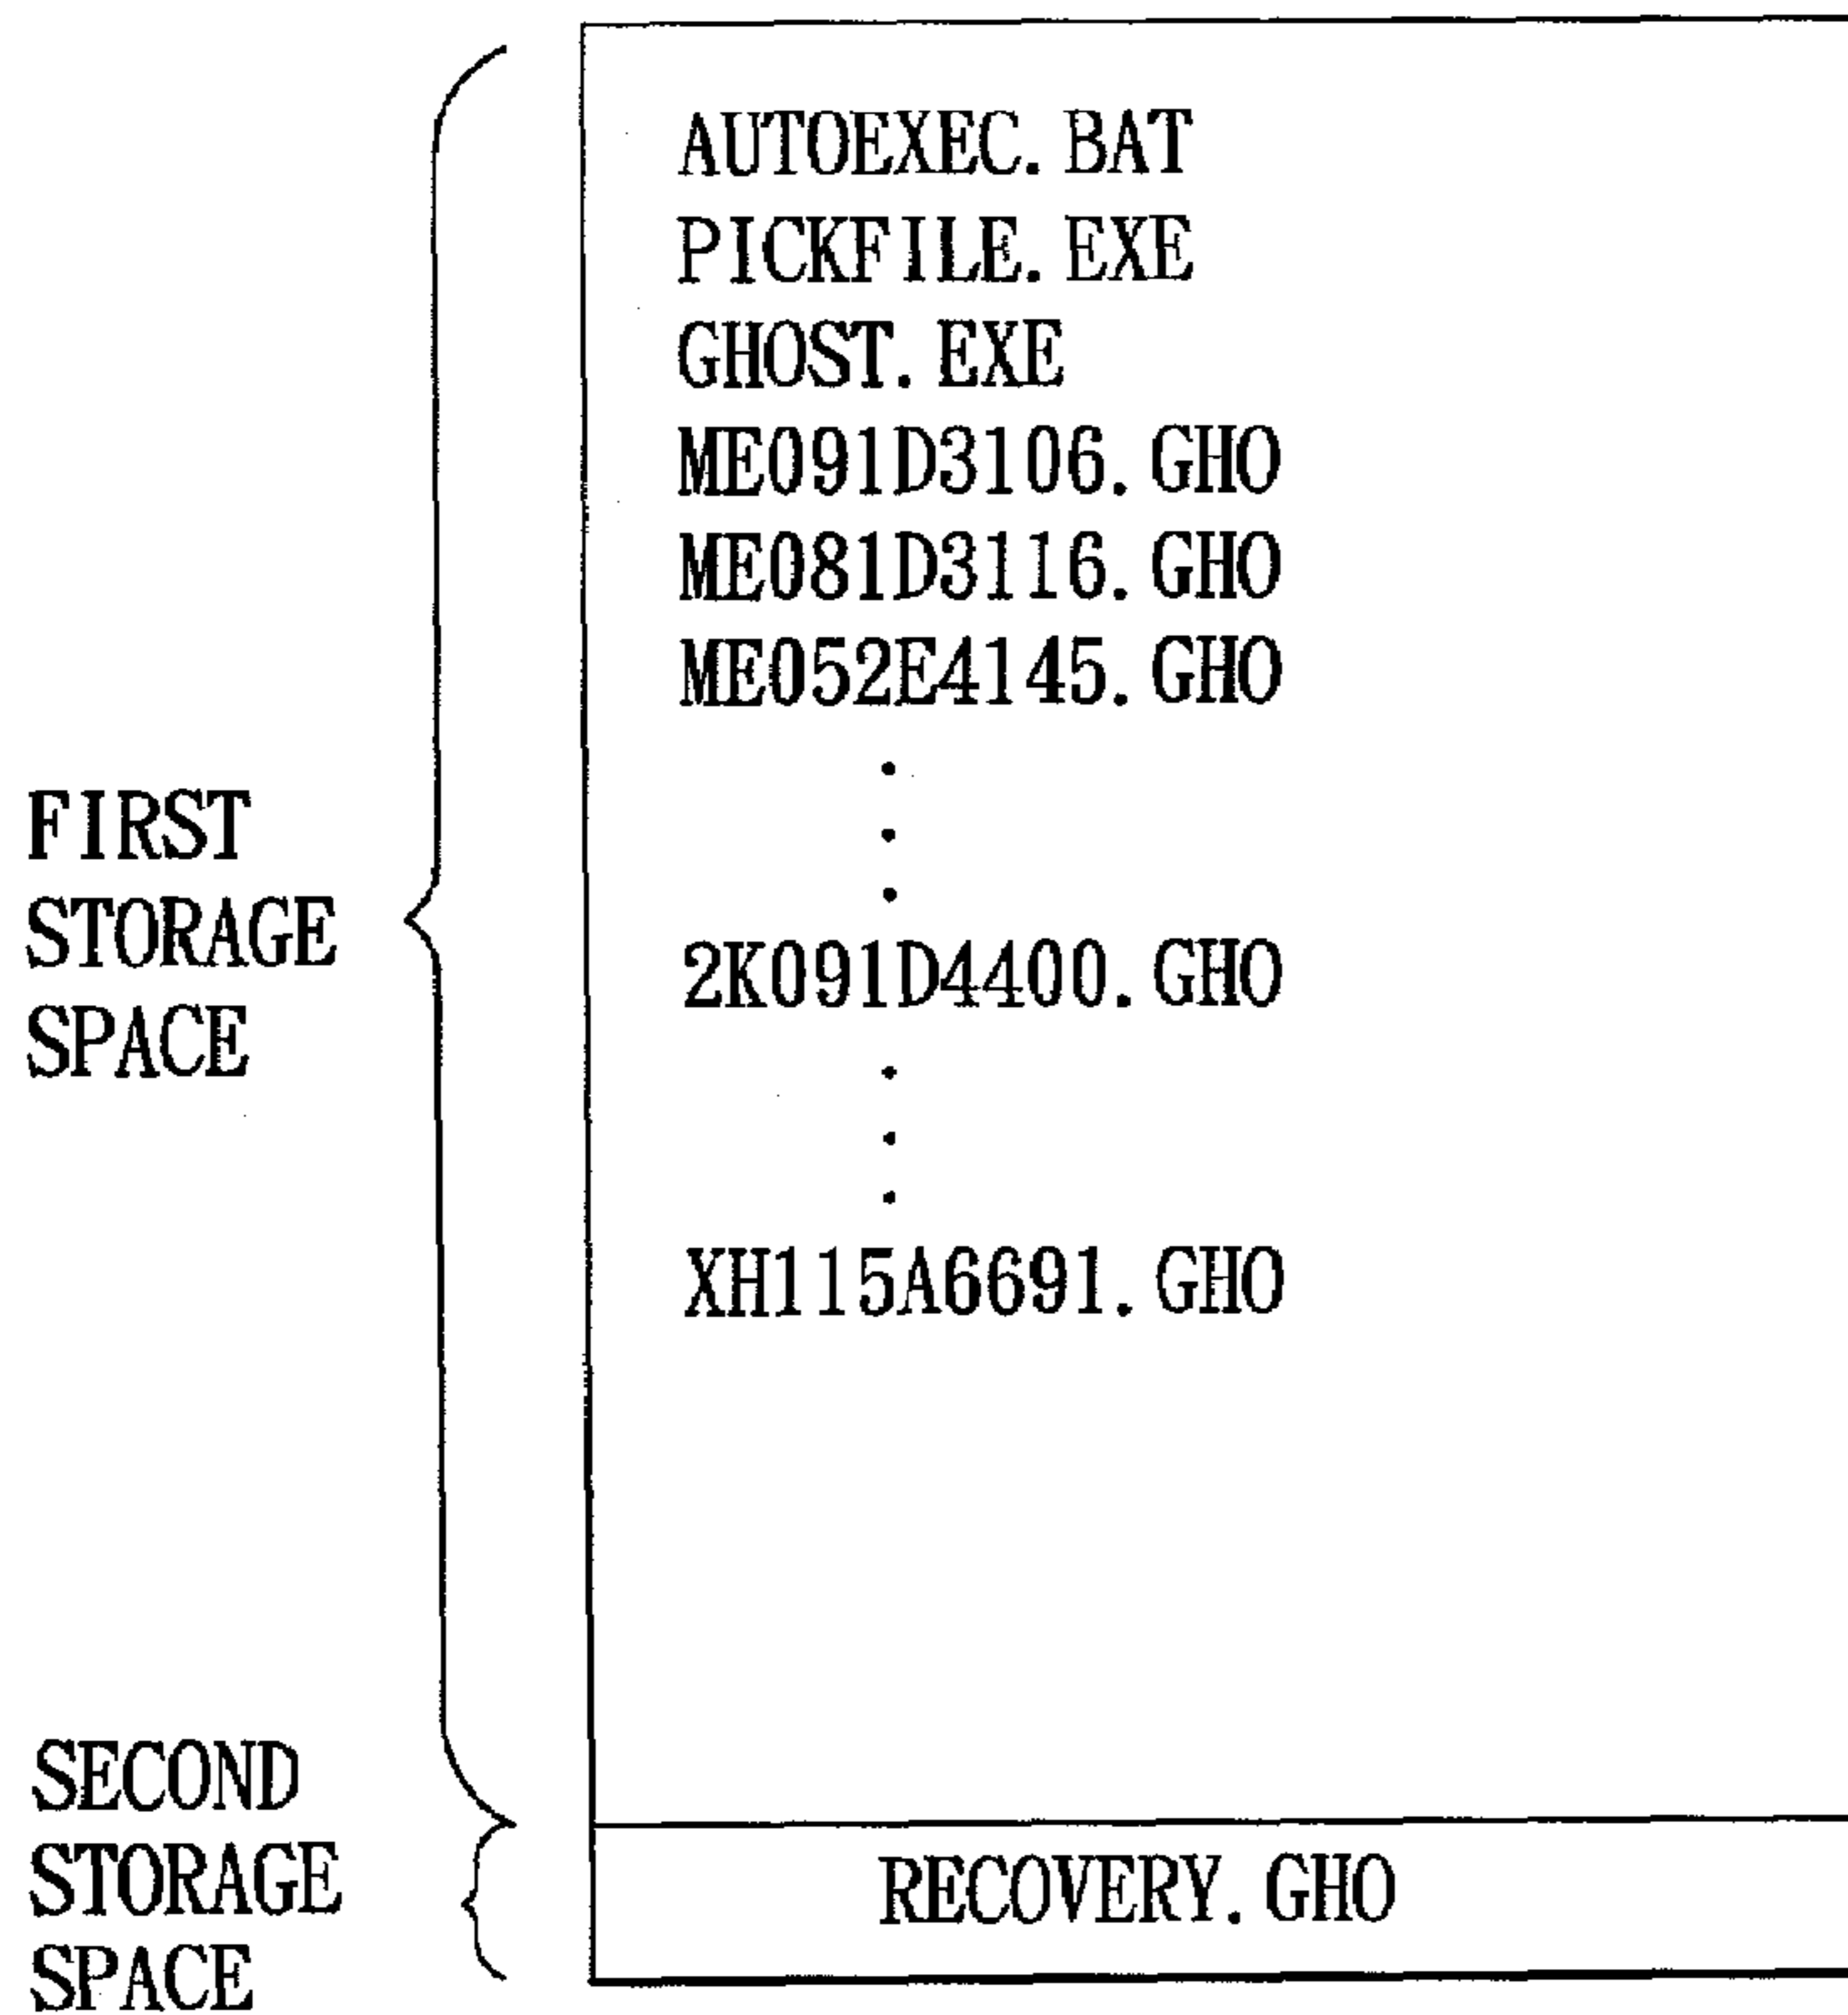 FIRST
STORAGE
SPACE
AUTOEXEC.BAT
PICKFILE.EXE
GHOST.EXE
ME091D3106.GHO
ME081D3116.GHO
ME052E4145.GHO
2K091D4400.GHO
XH115A6691.GHO
SECOND
STORAGE
SPACE
RECOVERY.GHO